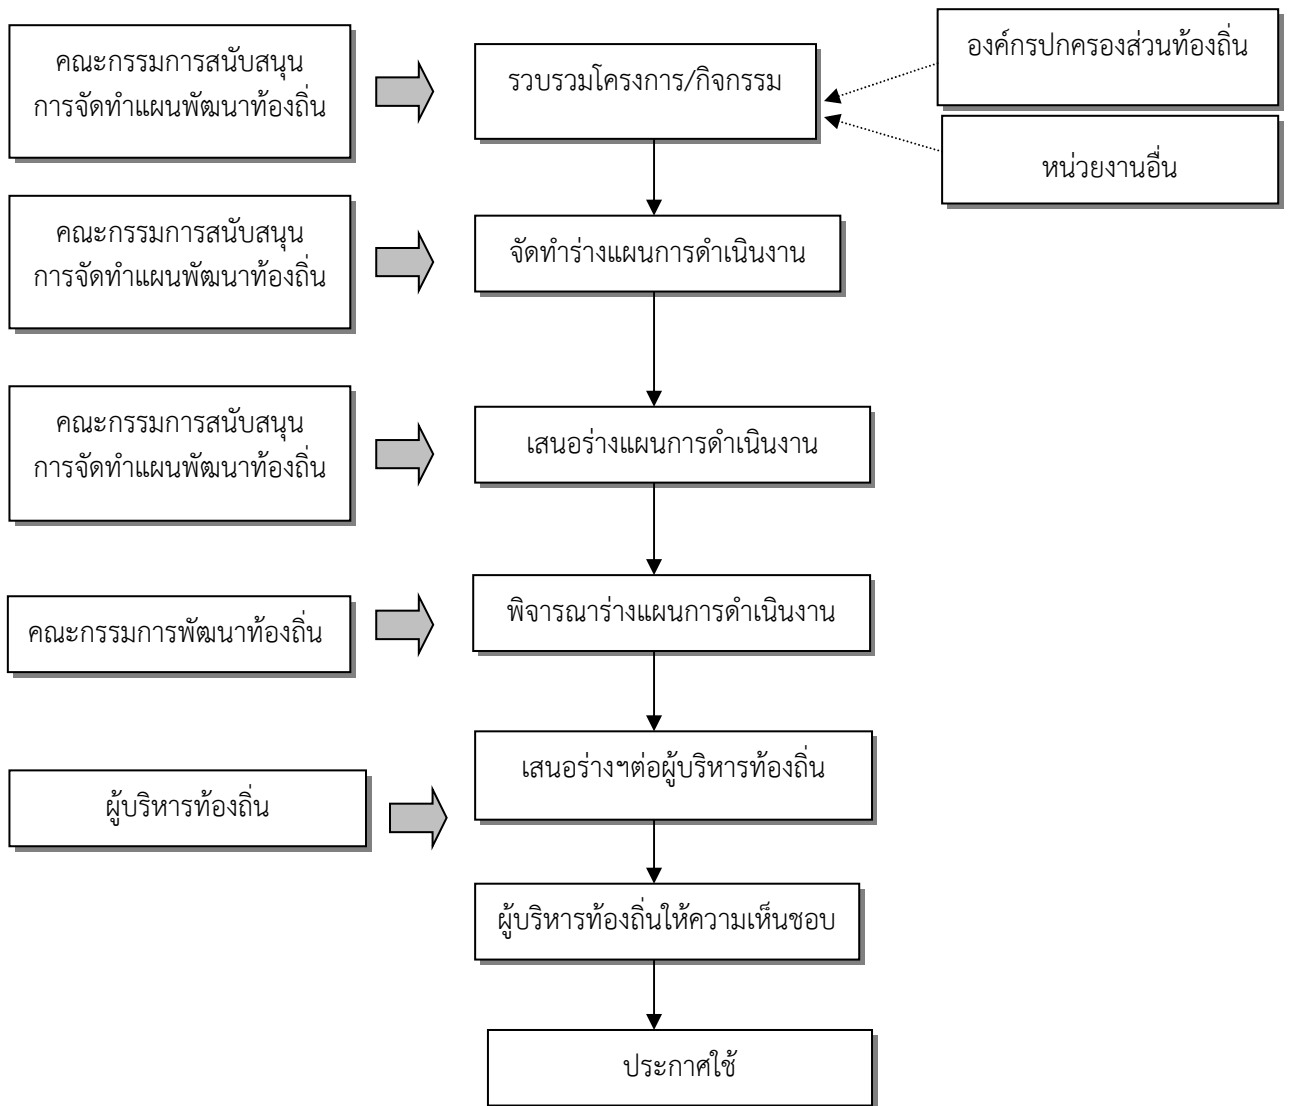 คณะกรรมการสนับสนุน
การจัดทำแผนพัฒนาท้องถิ่น
รวบรวมโครงการ/กิจกรรม
องค์กรปกครองส่วนท้องถิ่น
หน่วยงานอื่น
คณะกรรมการสนับสนุน
การจัดทำแผนพัฒนาท้องถิ่น
จัดทำร่างแผนการดำเนินงาน
คณะกรรมการสนับสนุน
การจัดทำแผนพัฒนาท้องถิ่น
เสนอร่างแผนการดำเนินงาน
คณะกรรมการพัฒนาท้องถิ่น
พิจารณาร่างแผนการดำเนินงาน
ผู้บริหารท้องถิ่น
เสนอร่างฯต่อผู้บริหารท้องถิ่น
ผู้บริหารท้องถิ่นให้ความเห็นชอบ
ประกาศใช้